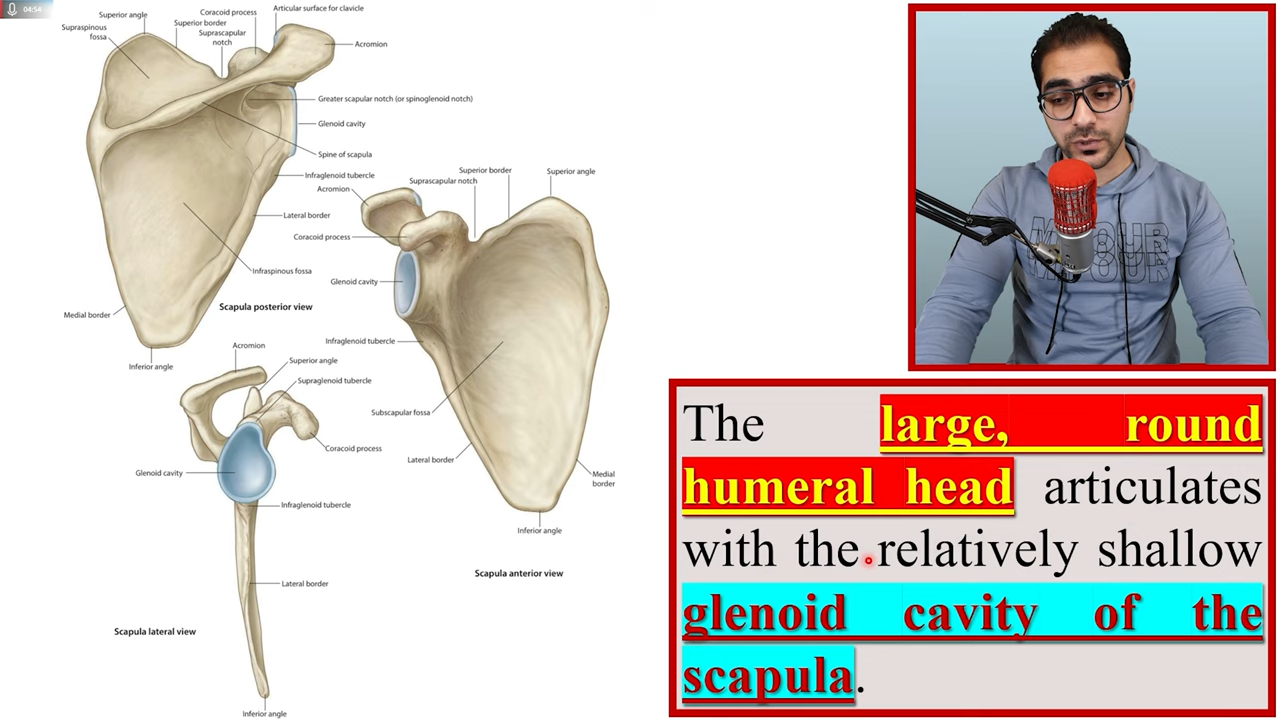 04:54
Superior angle
Coracoid process
Articular surface for clavicle
Supraspinous
fossa
Superior border
Suprascapular
notch
Acromion
Greater scapular notch (or spinoglenoid notch)
Glenoid cavity
Spine of scapula
Infraglenoid tubercle
Lateral border
Infraspinous fossa
Scapula posterior view
Medial border
Inferior angle
Acromion
Suprascapular notch
Superior border
Superior angle
Coracoid process
Glenoid cavity
Infraglenoid tubercle
Subscapular fossa
Lateral border
Medial
border
Inferior angle
Scapula anterior view
Acromion
Superior angle
Supraglenoid tubercle
Coracoid process
Glenoid cavity
Infraglenoid tubercle
Lateral border
Scapula lateral view
Inferior angle
The large, round
humeral head articulates
with the relatively shallow
glenoid cavity of the
scapula.